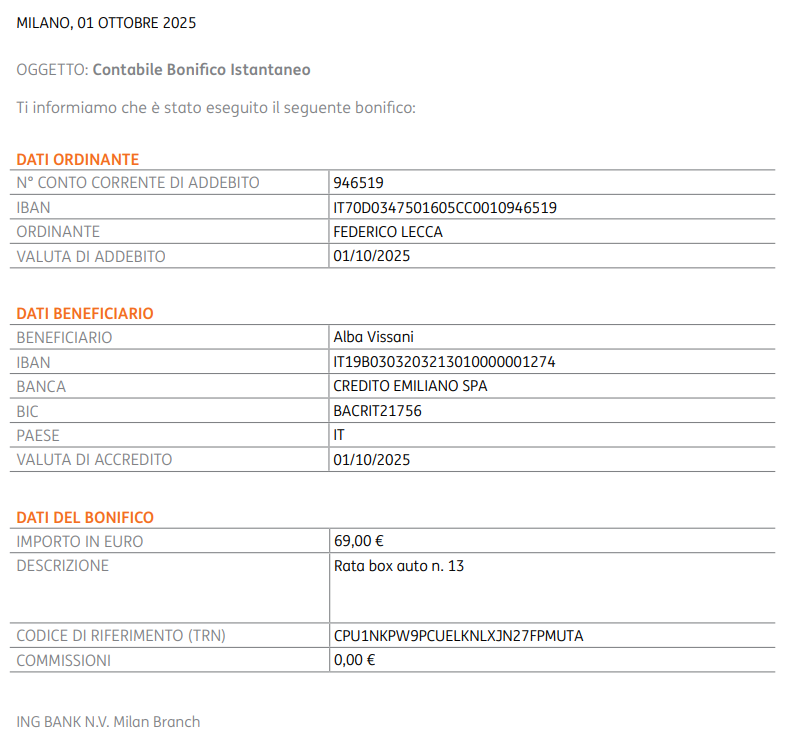 MILANO, 01 OTTOBRE 2025
OGGETTO: Contabile Bonifico Istantaneo
Ti informiamo che è stato eseguito il seguente bonifico:
DATI ORDINANTE
N° CONTO CORRENTE DI ADDEBITO 946519
IBAN IT70D0347501605CC0010946519
ORDINANTE FEDERICO LECCA
VALUTA DI ADDEBITO 01/10/2025
DATI BENEFICIARIO
BENEFICIARIO Alba Vissani
IBAN IT19B0303203213010000001274
BANCA CREDITO EMILIANO SPA
BIC BACRIT21756
PAESE IT
VALUTA DI ACCREDITO 01/10/2025
DATI DEL BONIFICO
IMPORTO IN EURO 69,00 €
DESCRIZIONE Rata box auto n. 13
CODICE DI RIFERIMENTO (TRN) CPU1NKPW9PCUELKNLXJN27FPMUTA
COMMISSIONI 0,00 €
ING BANK N.V. Milan Branch